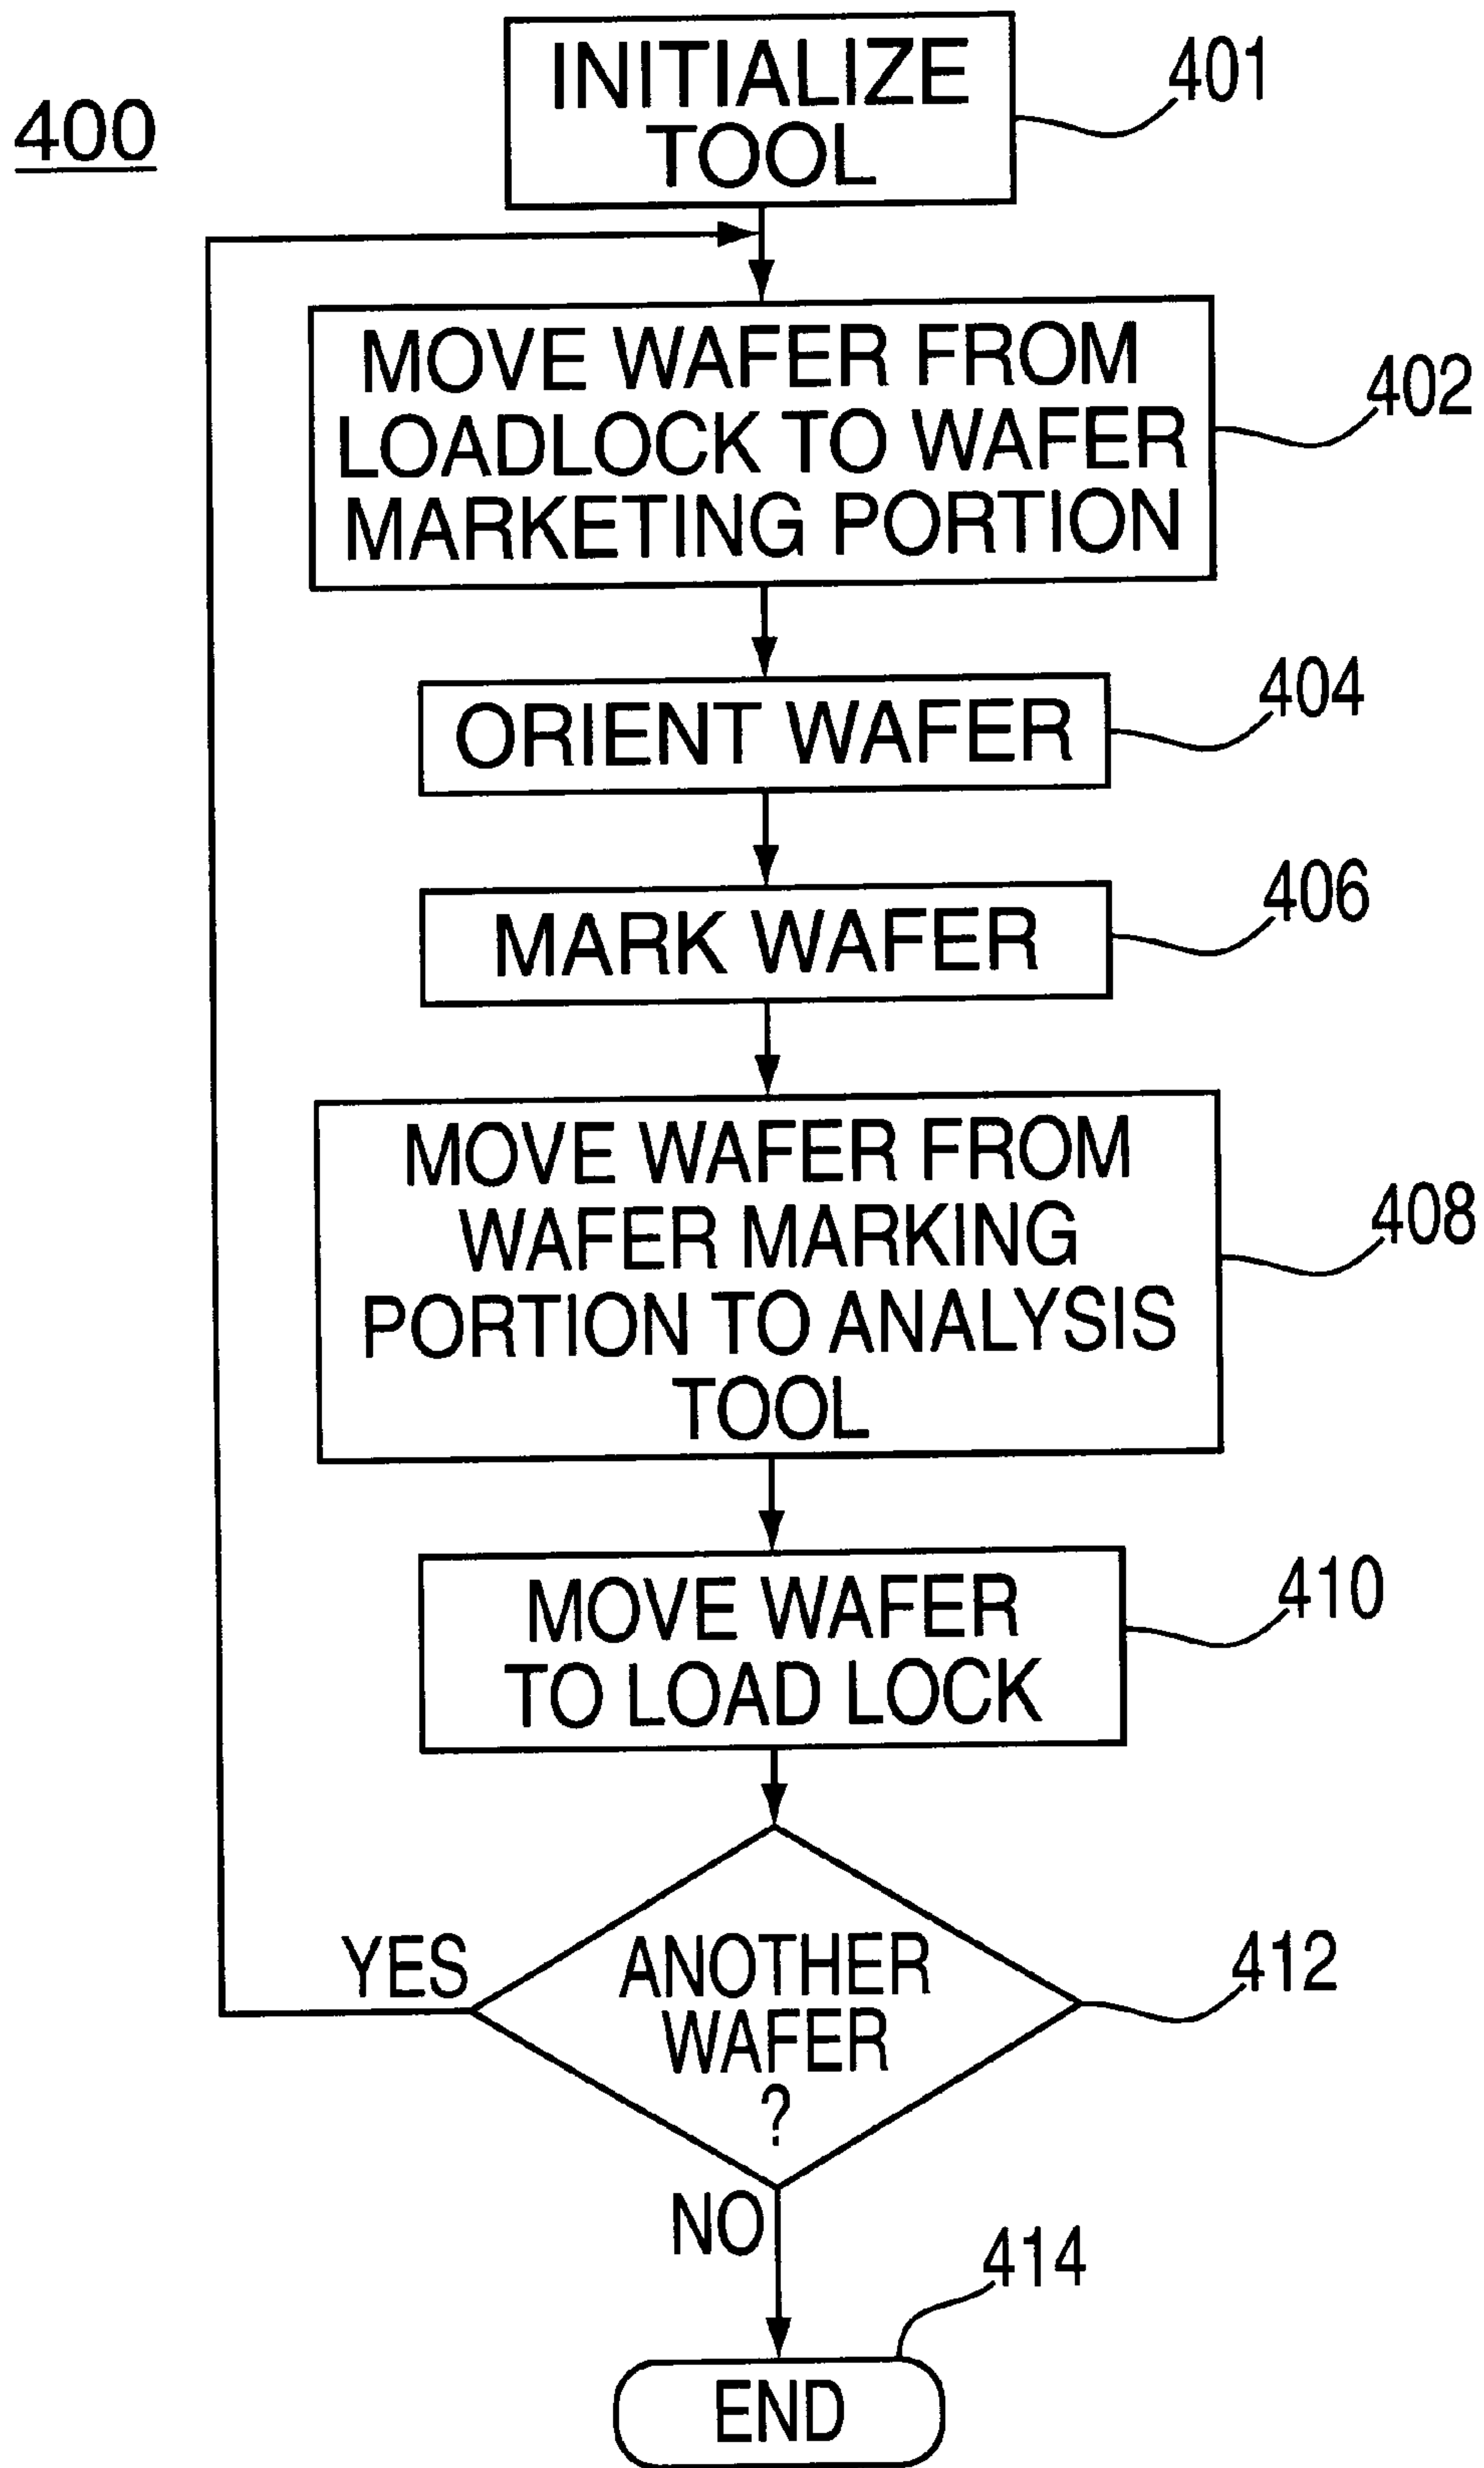 400
INITIALIZE
TOOL
401
MOVE WAFER FROM
LOADLOCK TO WAFER
MARKETING PORTION
402
ORIENT WAFER
404
MARK WAFER
406
MOVE WAFER FROM
WAFER MARKING
PORTION TO ANALYSIS
TOOL
408
MOVE WAFER
TO LOAD LOCK
410
YES
ANOTHER
WAFER
?
412
NO
414
END